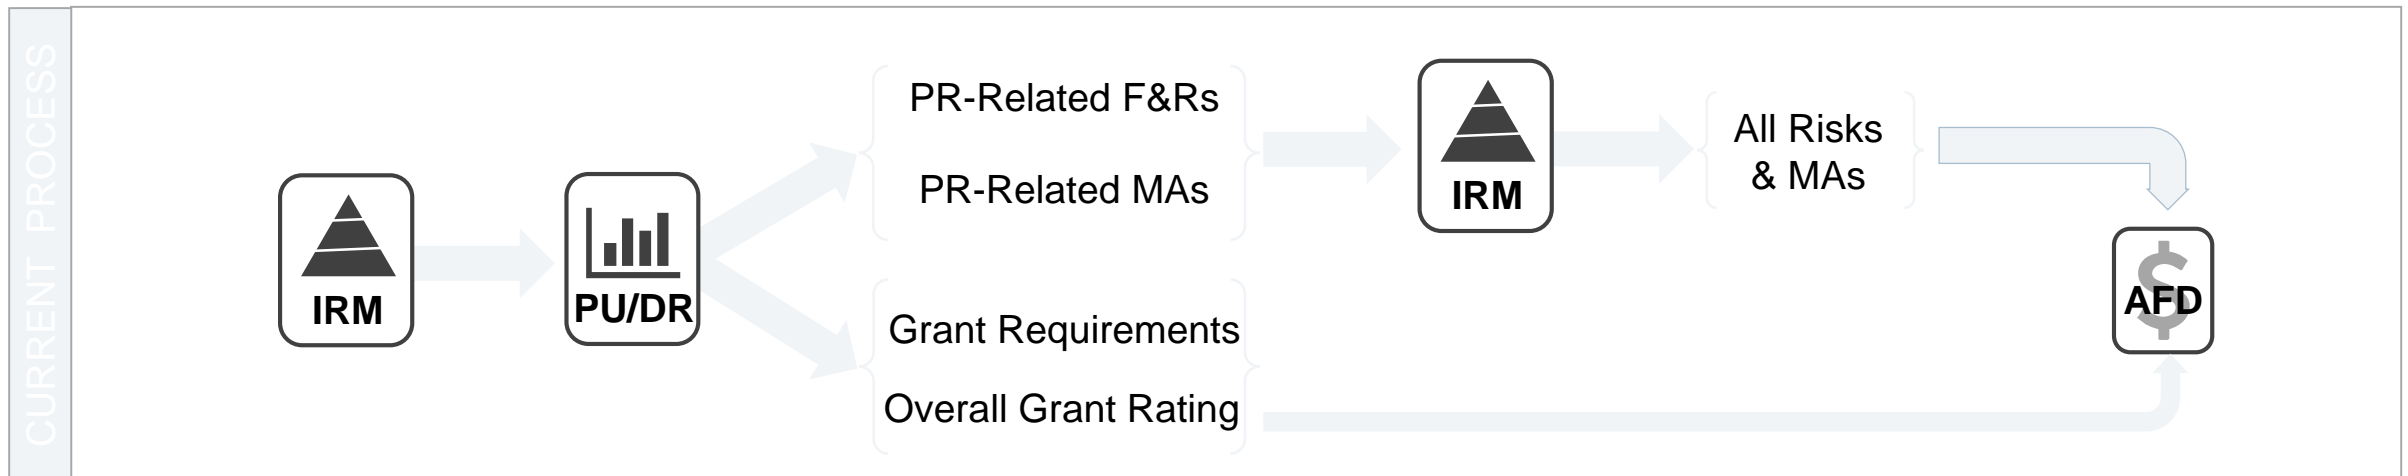 CURRENT PROCESS
IRM
PU/DR
PR-Related F&Rs
PR-Related MAs
Grant Requirements
Overall Grant Rating
IRM
All Risks
& MAs
AFD